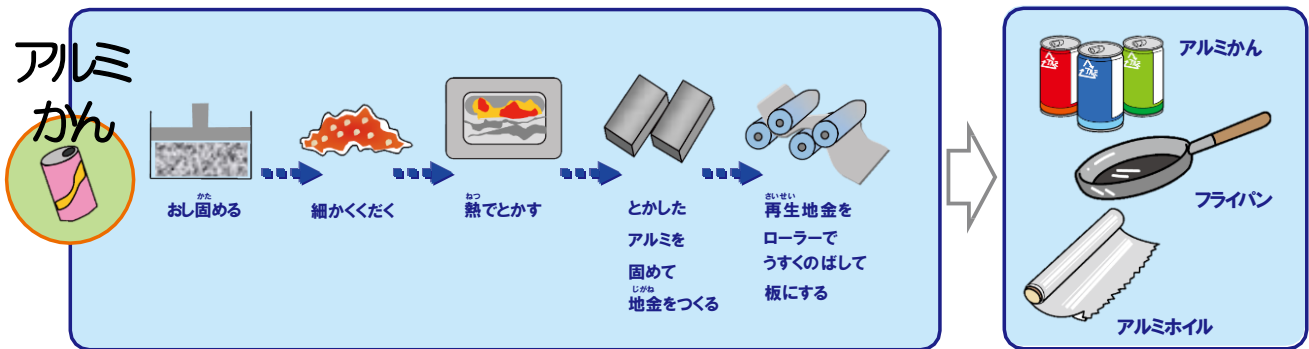 アルミ
かん
かた
おし固める
細かくくだく
ねつ
熱でとかす
とかした
アルミを
固めて
じがね
地金をつくる
さいせい
再生地金を
ローラーで
うすくのばして
板にする
アルミかん
フライパン
アルミホイル